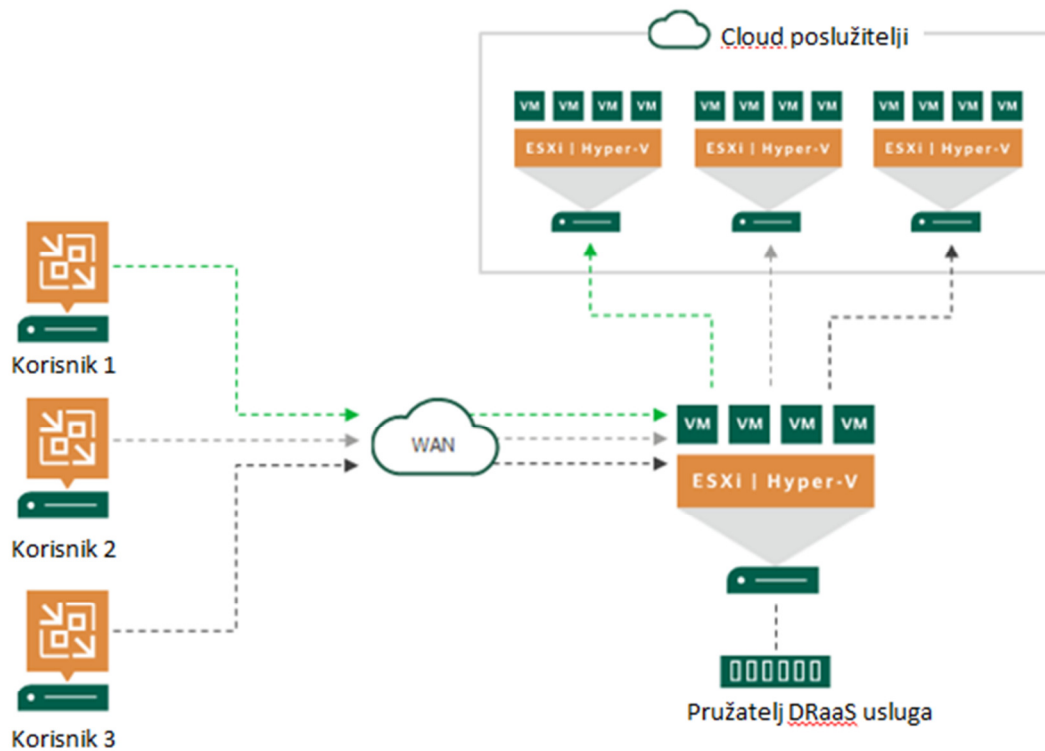 Cloud poslužitelji
VM VM VM VM
VM VM VM VM
VM VM VM VM
ESXi | Hyper-V
ESXi | Hyper-V
ESXi | Hyper-V
Korisnik 1
WAN
VM VM VM VM
ESXi | Hyper-V
Korisnik 2
Pružatelj DRaaS usluga
Korisnik 3